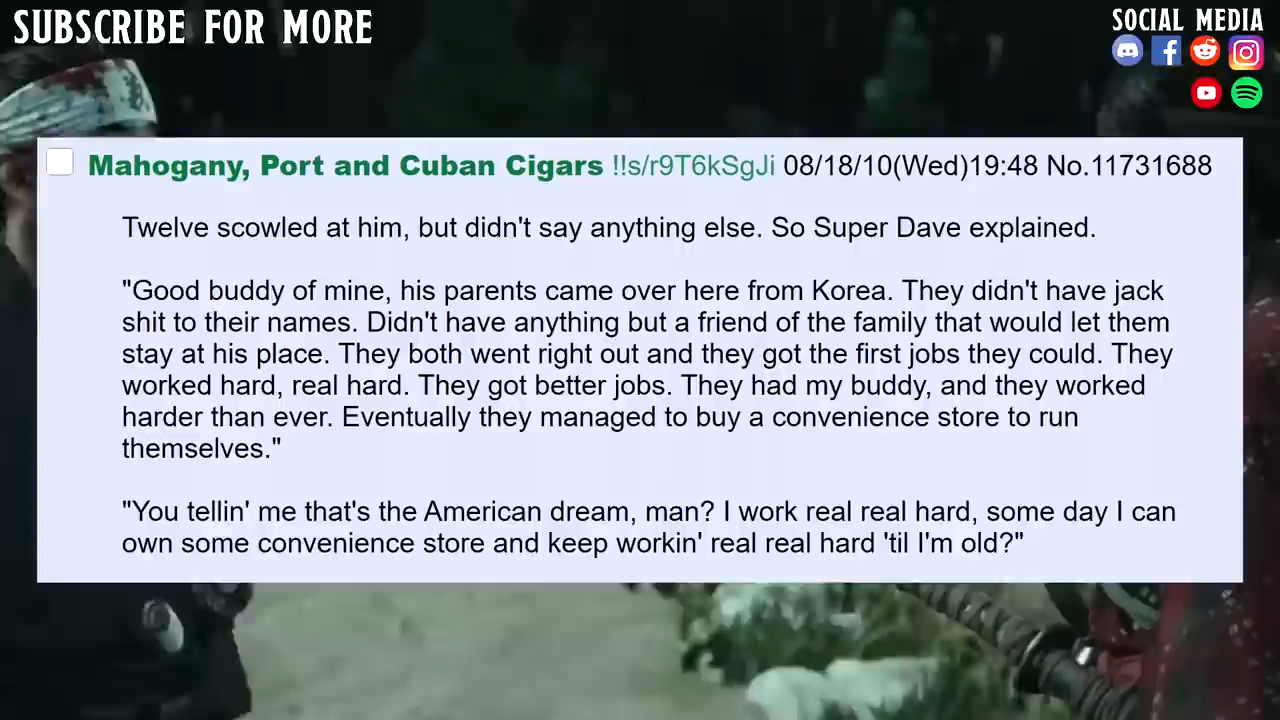 SUBSCRIBE FOR MORE
SOCIAL MEDIA
Mahogany, Port and Cuban Cigars !!s/r9T6kSgJi 08/18/10(Wed)19:48 No.11731688
Twelve scowled at him, but didn't say anything else. So Super Dave explained.
"Good buddy of mine, his parents came over here from Korea. They didn't have jack
shit to their names. Didn't have anything but a friend of the family that would let them
stay at his place. They both went right out and they got the first jobs they could. They
worked hard, real hard. They got better jobs. They had my buddy, and they worked
harder than ever. Eventually they managed to buy a convenience store to run
themselves."
"You tellin' me that's the American dream, man? I work real real hard, some day I can
own some convenience store and keep workin' real real hard 'til I'm old?"